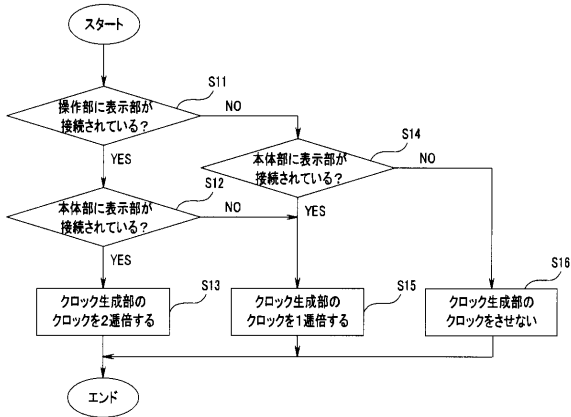 スタート
S11
操作部に表示部が
接続されている?
NO
YES
S14
本体部に表示部が
接続されている?
NO
YES
S12
本体部に表示部が
接続されている?
NO
YES
S13
クロック生成部の
クロックを2逓倍する
S15
クロック生成部の
クロックを1逓倍する
S16
クロック生成部の
クロックをさせない
エンド